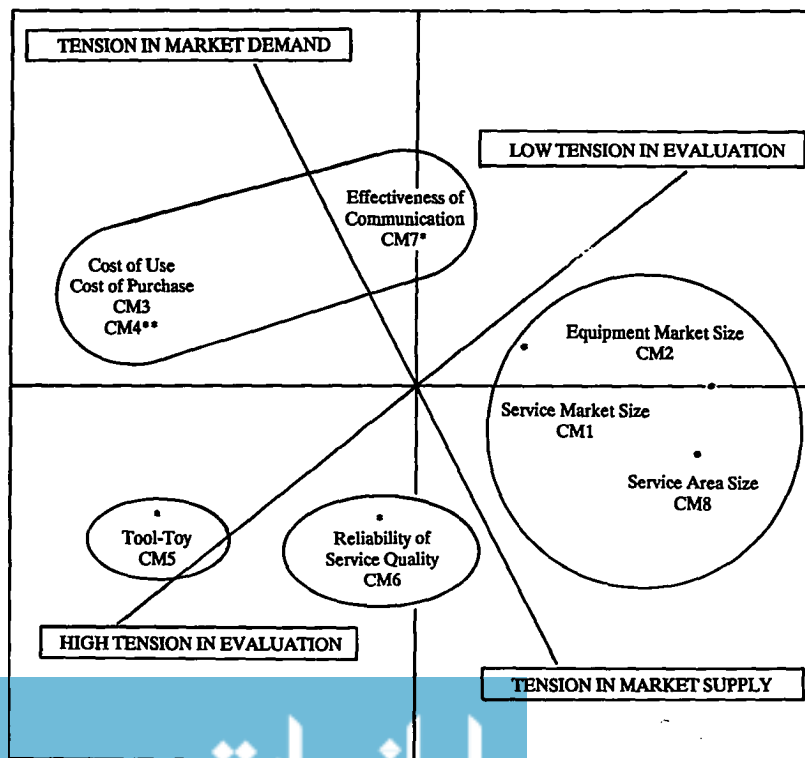 TENSION IN MARKET DEMAND
LOW TENSION IN EVALUATION
Effectiveness of
Communication
CM7*
Cost of Use
Cost of Purchase
CM3
CM4**
Equipment Market Size
CM2
Service Market Size
CM1
Service Area Size
CM8
Tool-Toy
CM5
Reliability of
Service Quality
CM6
HIGH TENSION IN EVALUATION
TENSION IN MARKET SUPPLY